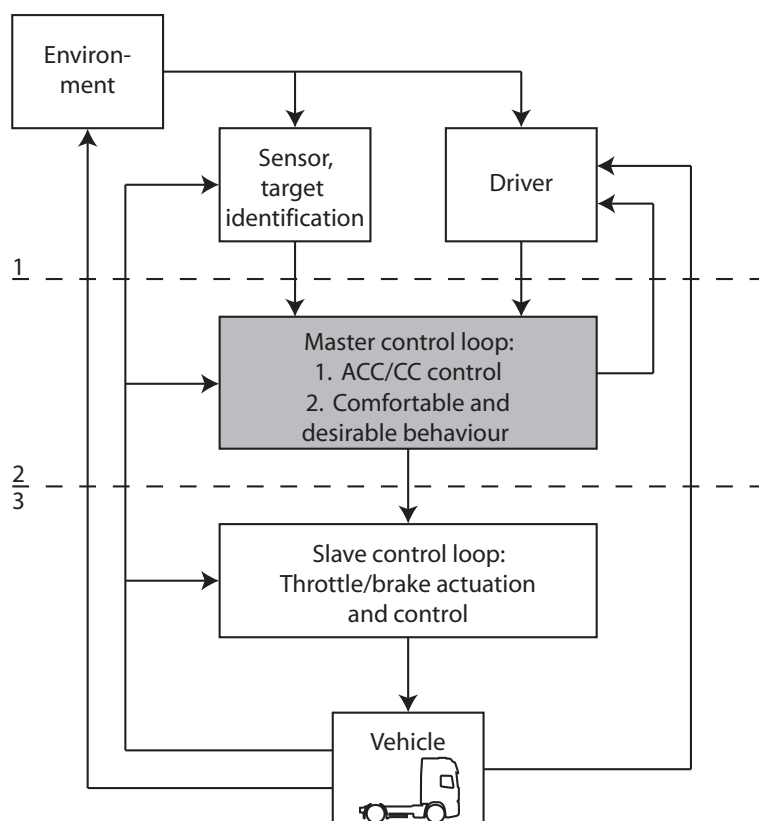 Environ-
ment
Sensor,
target
identification
Driver
1
Master control loop:
1. ACC/CC control
2. Comfortable and
desirable behaviour
2
3
Slave control loop:
Throttle/brake actuation
and control
Vehicle